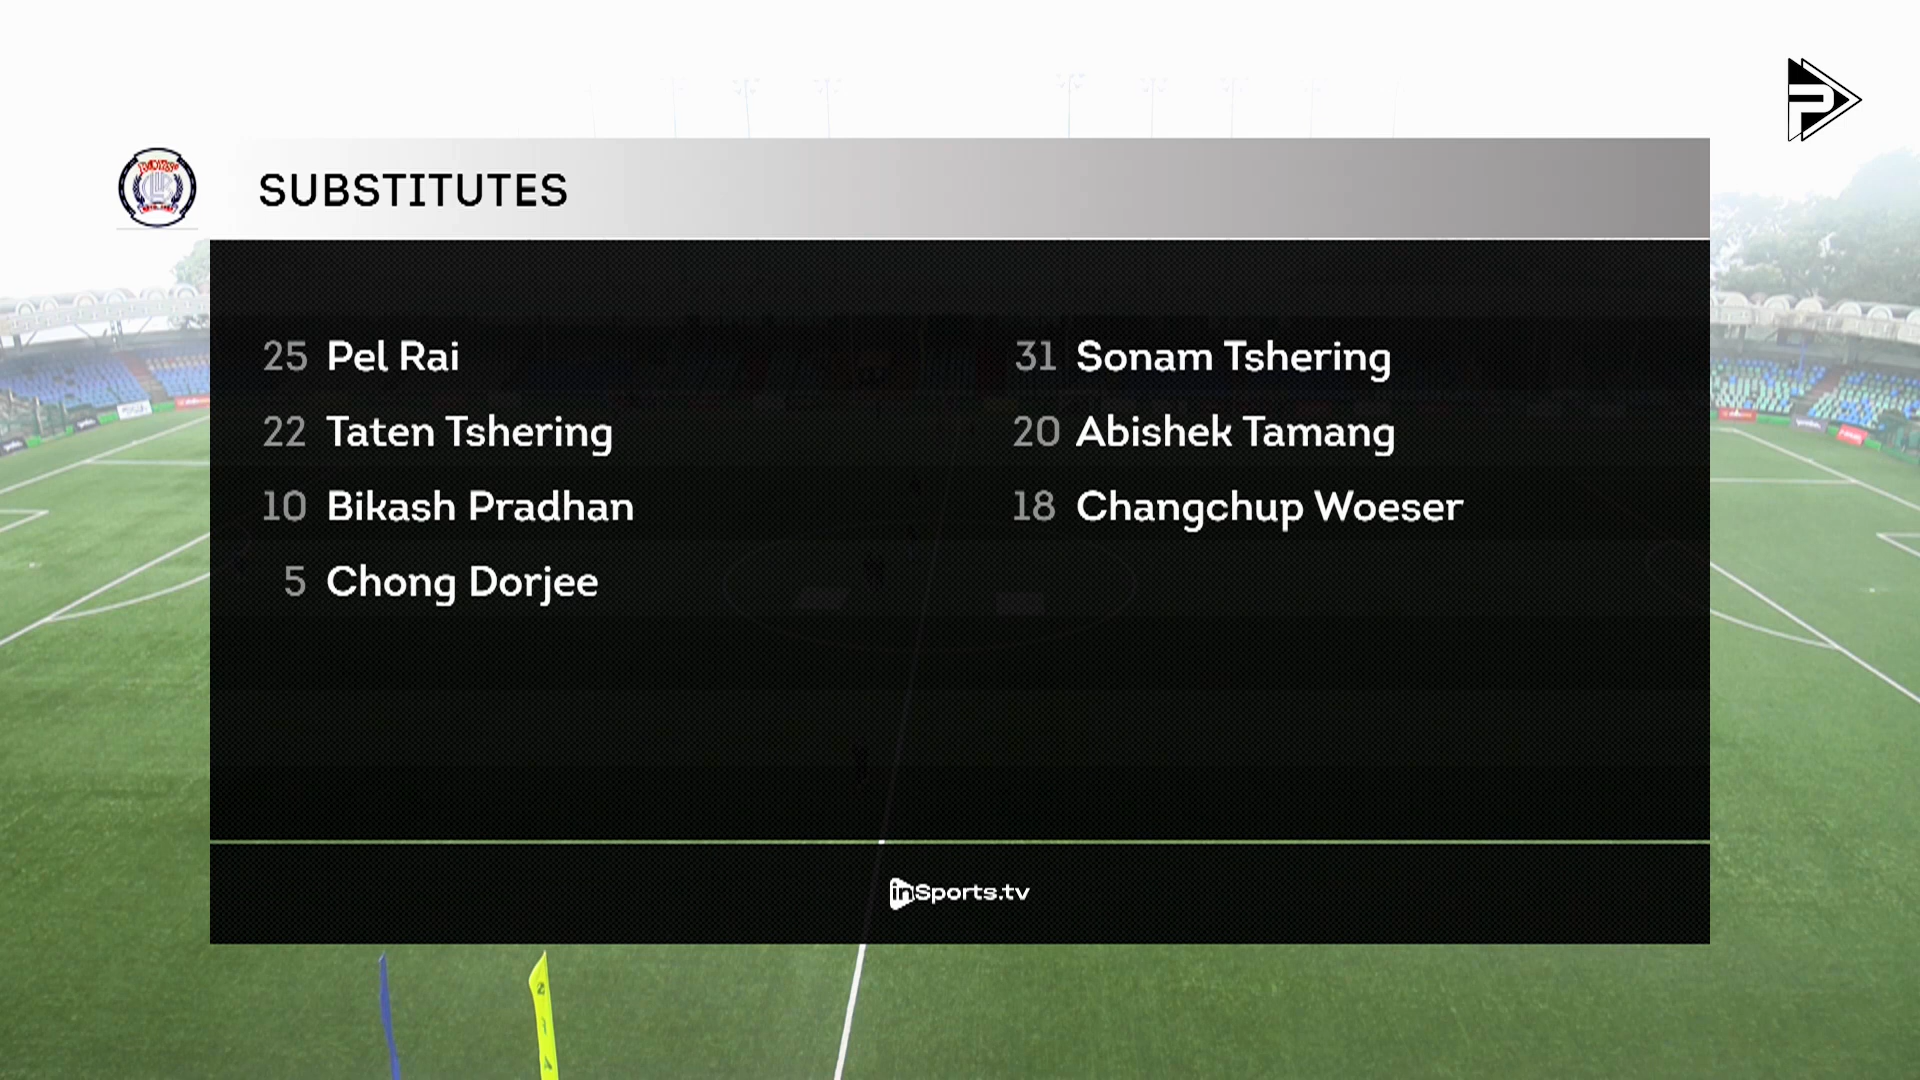 SUBSTITUTES
25 Pel Rai
22 Taten Tshering
10 Bikash Pradhan
5 Chong Dorjee
31 Sonam Tshering
20 Abishek Tamang
18 Changchup Woeser
inSports.tv